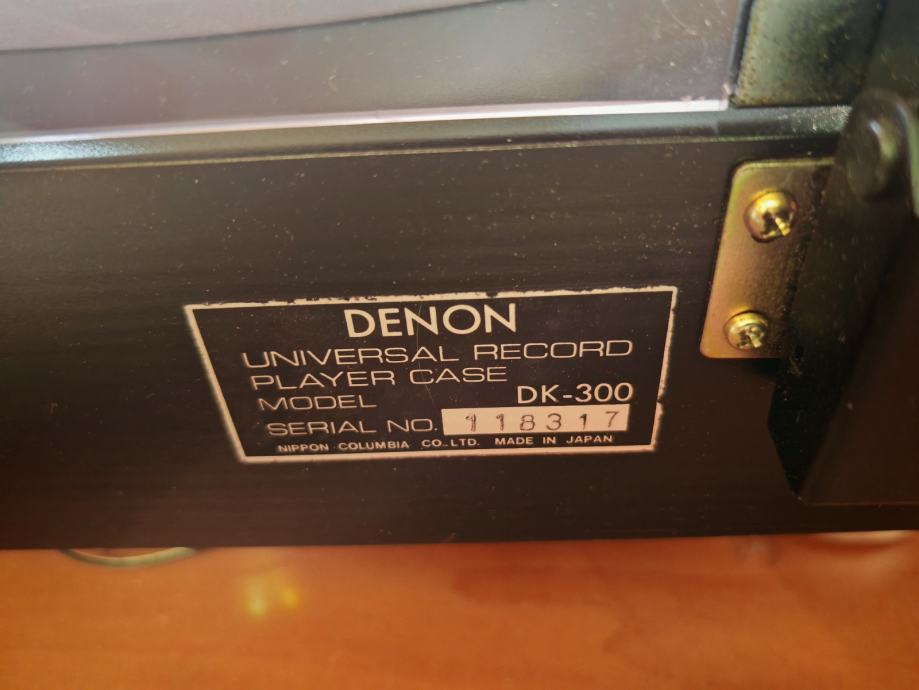 DENON
UNIVERSAL RECORD
PLAYER CASE
MODEL DK-300
SERIAL NO. 118317
NIPPON COLUMBIA CO.,LTD. MADE IN JAPAN